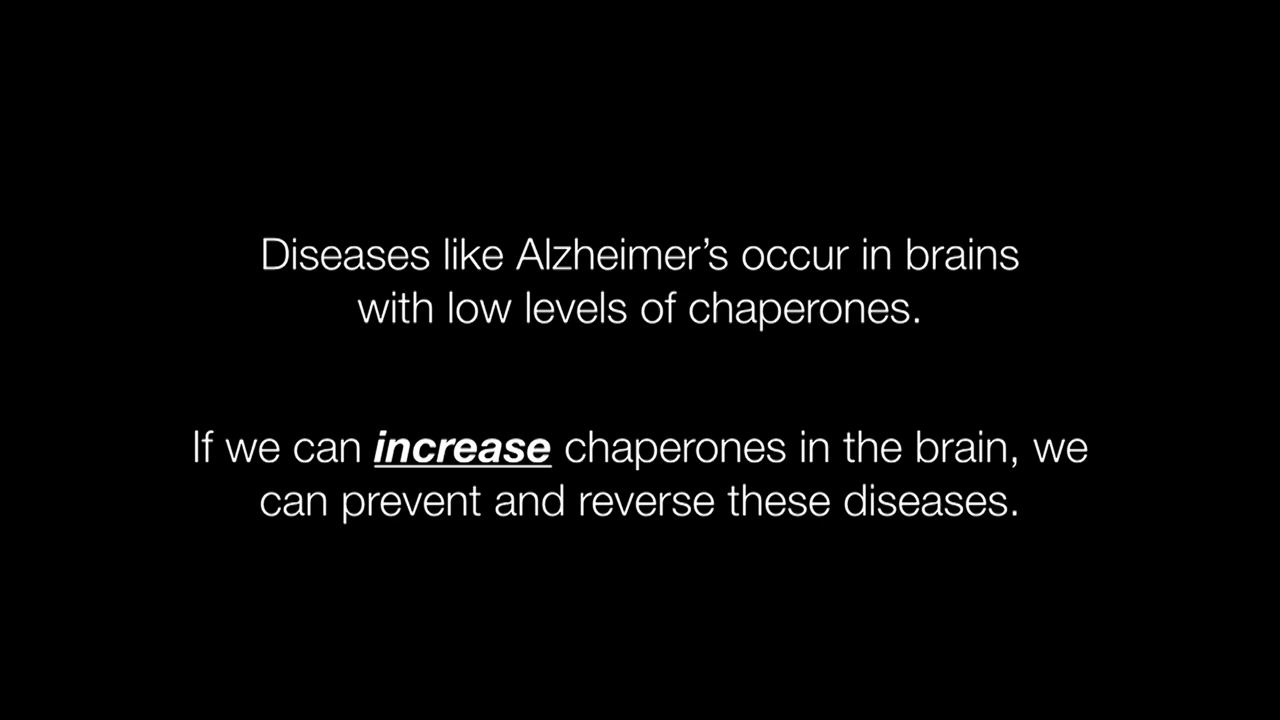 Diseases like Alzheimer’s occur in brains
with low levels of chaperones.
If we can increase chaperones in the brain, we
can prevent and reverse these diseases.